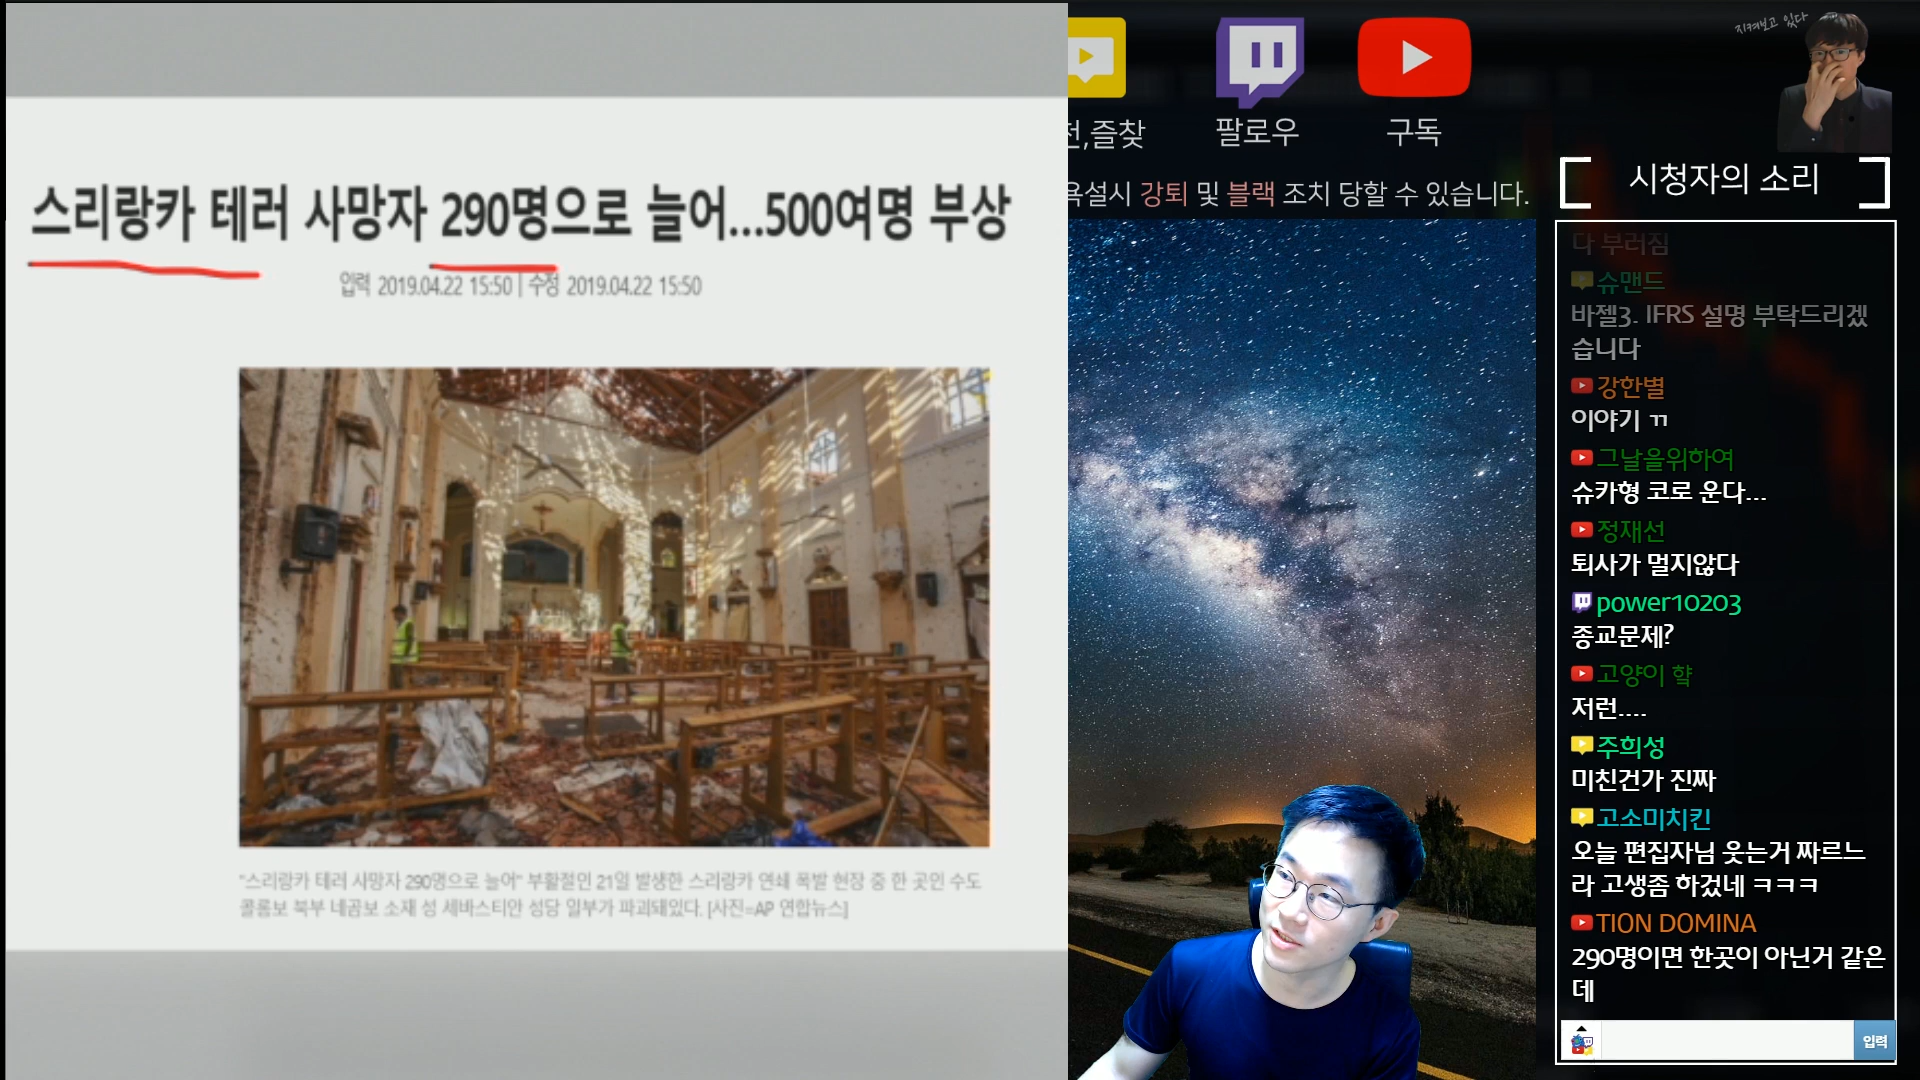 스리랑카 테러 사망자 290명으로 늘어...500여명 부상
입력 2019.04.22 15:50 | 수정 2019.04.22 15:50
"스리랑카 테러 사망자 290명으로 늘어" 부활절인 21일 발생한 스리랑카 연쇄 폭발 현장 중 한 곳인 수도
콜롬보 북부 네곰보 소재 성 세바스티안 성당 일부가 파괴돼있다. [사진=AP 연합뉴스]
천,즐찾
팔로우
구독
욕설시 강퇴 및 블랙 조치 당할 수 있습니다.
지켜보고 있다
시청자의 소리
다 부러짐
슈맨드
바젤3. IFRS 설명 부탁드리겠
습니다
강한별
이야기 ㄲ
그날을위하여
슈카형 코로 운다...
정재선
퇴사가 멀지않다
power10203
종교문제?
고양이 햘
저런....
주희성
미친건가 진짜
고소미치킨
오늘 편집자님 웃는거 짜르느
라 고생좀 하겄네 ㅋㅋㅋ
TION DOMINA
290명이면 한곳이 아닌거 같은
데
입력